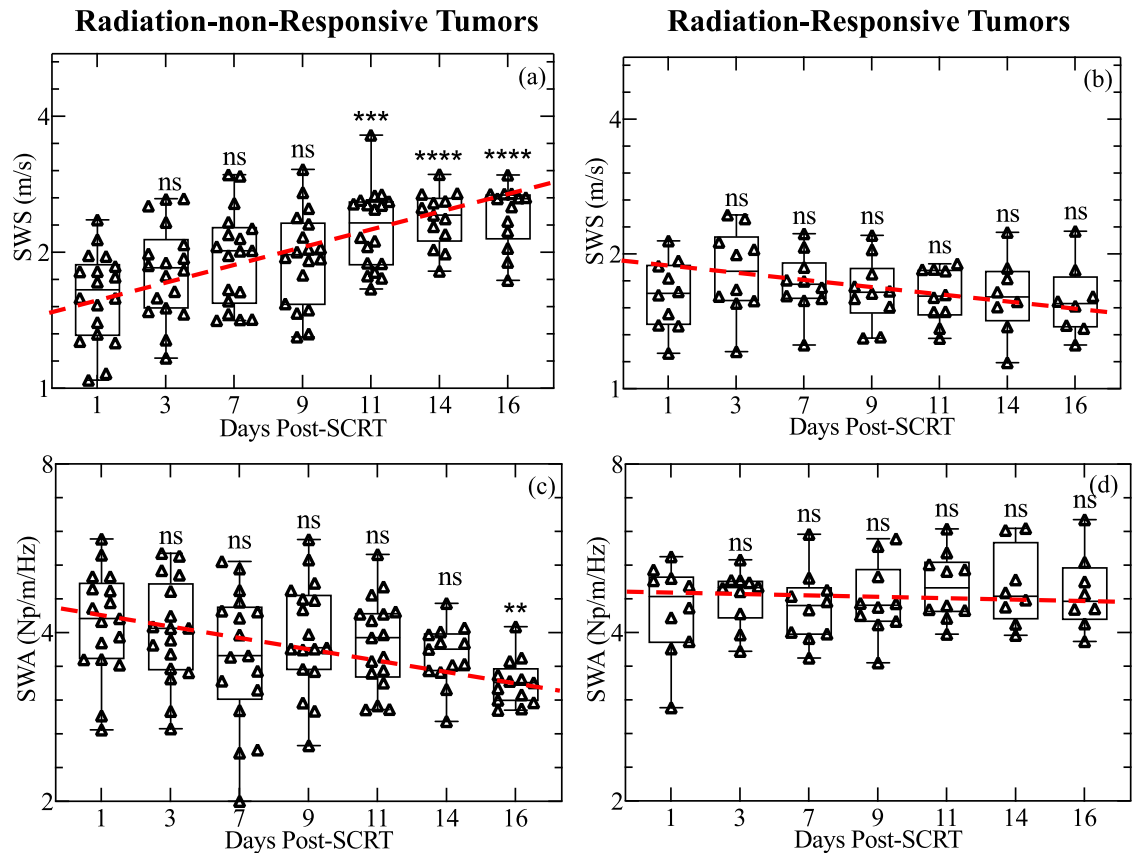 Radiation-non-Responsive Tumors
Radiation-Responsive Tumors
(a)
SWS (m/s)
4
2
1
ns
ns
ns
***
****
****
1 3 7 9 11 14 16
Days Post-SCRT
(b)
SWS (m/s)
4
2
1
ns
ns
ns
ns
ns
ns
1 3 7 9 11 14 16
Days Post-SCRT
(c)
SWA (Np/m/Hz)
8
4
2
ns
ns
ns
ns
ns
**
1 3 7 9 11 14 16
Days Post-SCRT
(d)
SWA (Np/m/Hz)
8
4
2
ns
ns
ns
ns
ns
ns
1 3 7 9 11 14 16
Days Post-SCRT